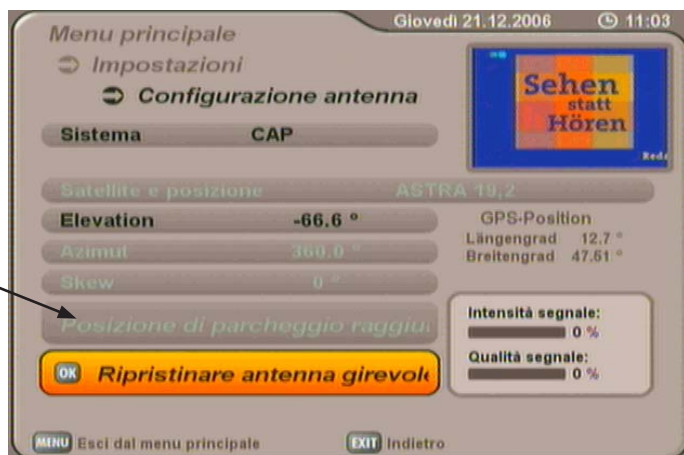 Giovedì 21.12.2006 11:03
Menu principale
Impostazioni
Configurazione antenna
Sehen
statt
Hören
Sistema CAP
Satellite e posizione ASTRA 19,2
Elevation -66.6 °
GPS-Position
Längengrad 12.7 °
Breitengrad 47.61 °
Azimut 360.0 °
Skew 0 °
Posizione di parcheggio raggiu
Intensità segnale:
0 %
Qualità segnale:
0 %
OK Ripristinare antenna girevole
MENU Esci dal menu principale EXIT Indietro